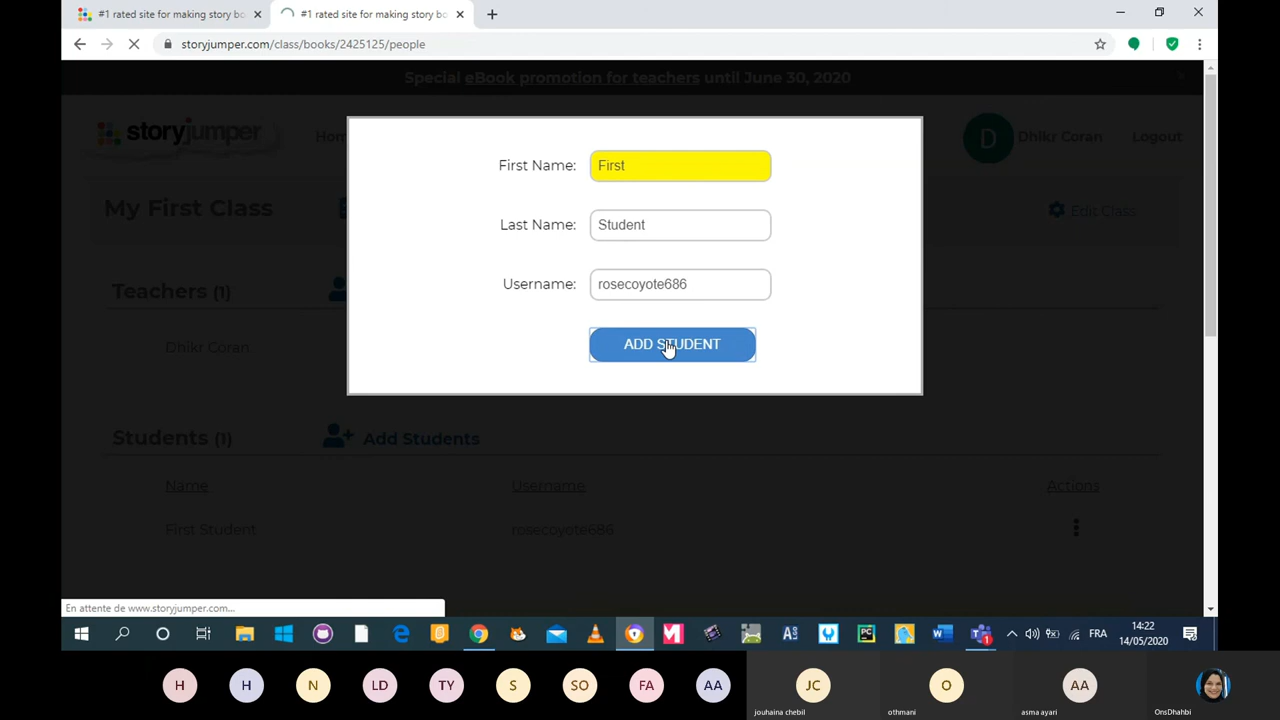 #1 rated site for making story bo
#1 rated site for making story bo
storyjumper.com/class/books/2425125/people
Special eBook promotion for teachers until June 30, 2020
storyjumper
Hom
D
Dhikr Coran
Logout
My First Class
Edit Class
First Name: First
Last Name: Student
Username: rosecoyote686
ADD STUDENT
Teachers (1)
Dhikr Coran
Students (1)
Add Students
Name
Username
Actions
First Student
rosecoyote686
En attente de www.storyjumper.com...
FRA
14:22
14/05/2020
H
H
N
LD
TY
S
SO
FA
AA
JC
O
AA
jouhaina chebil
othmani
asma ayari
OnsDhahbi